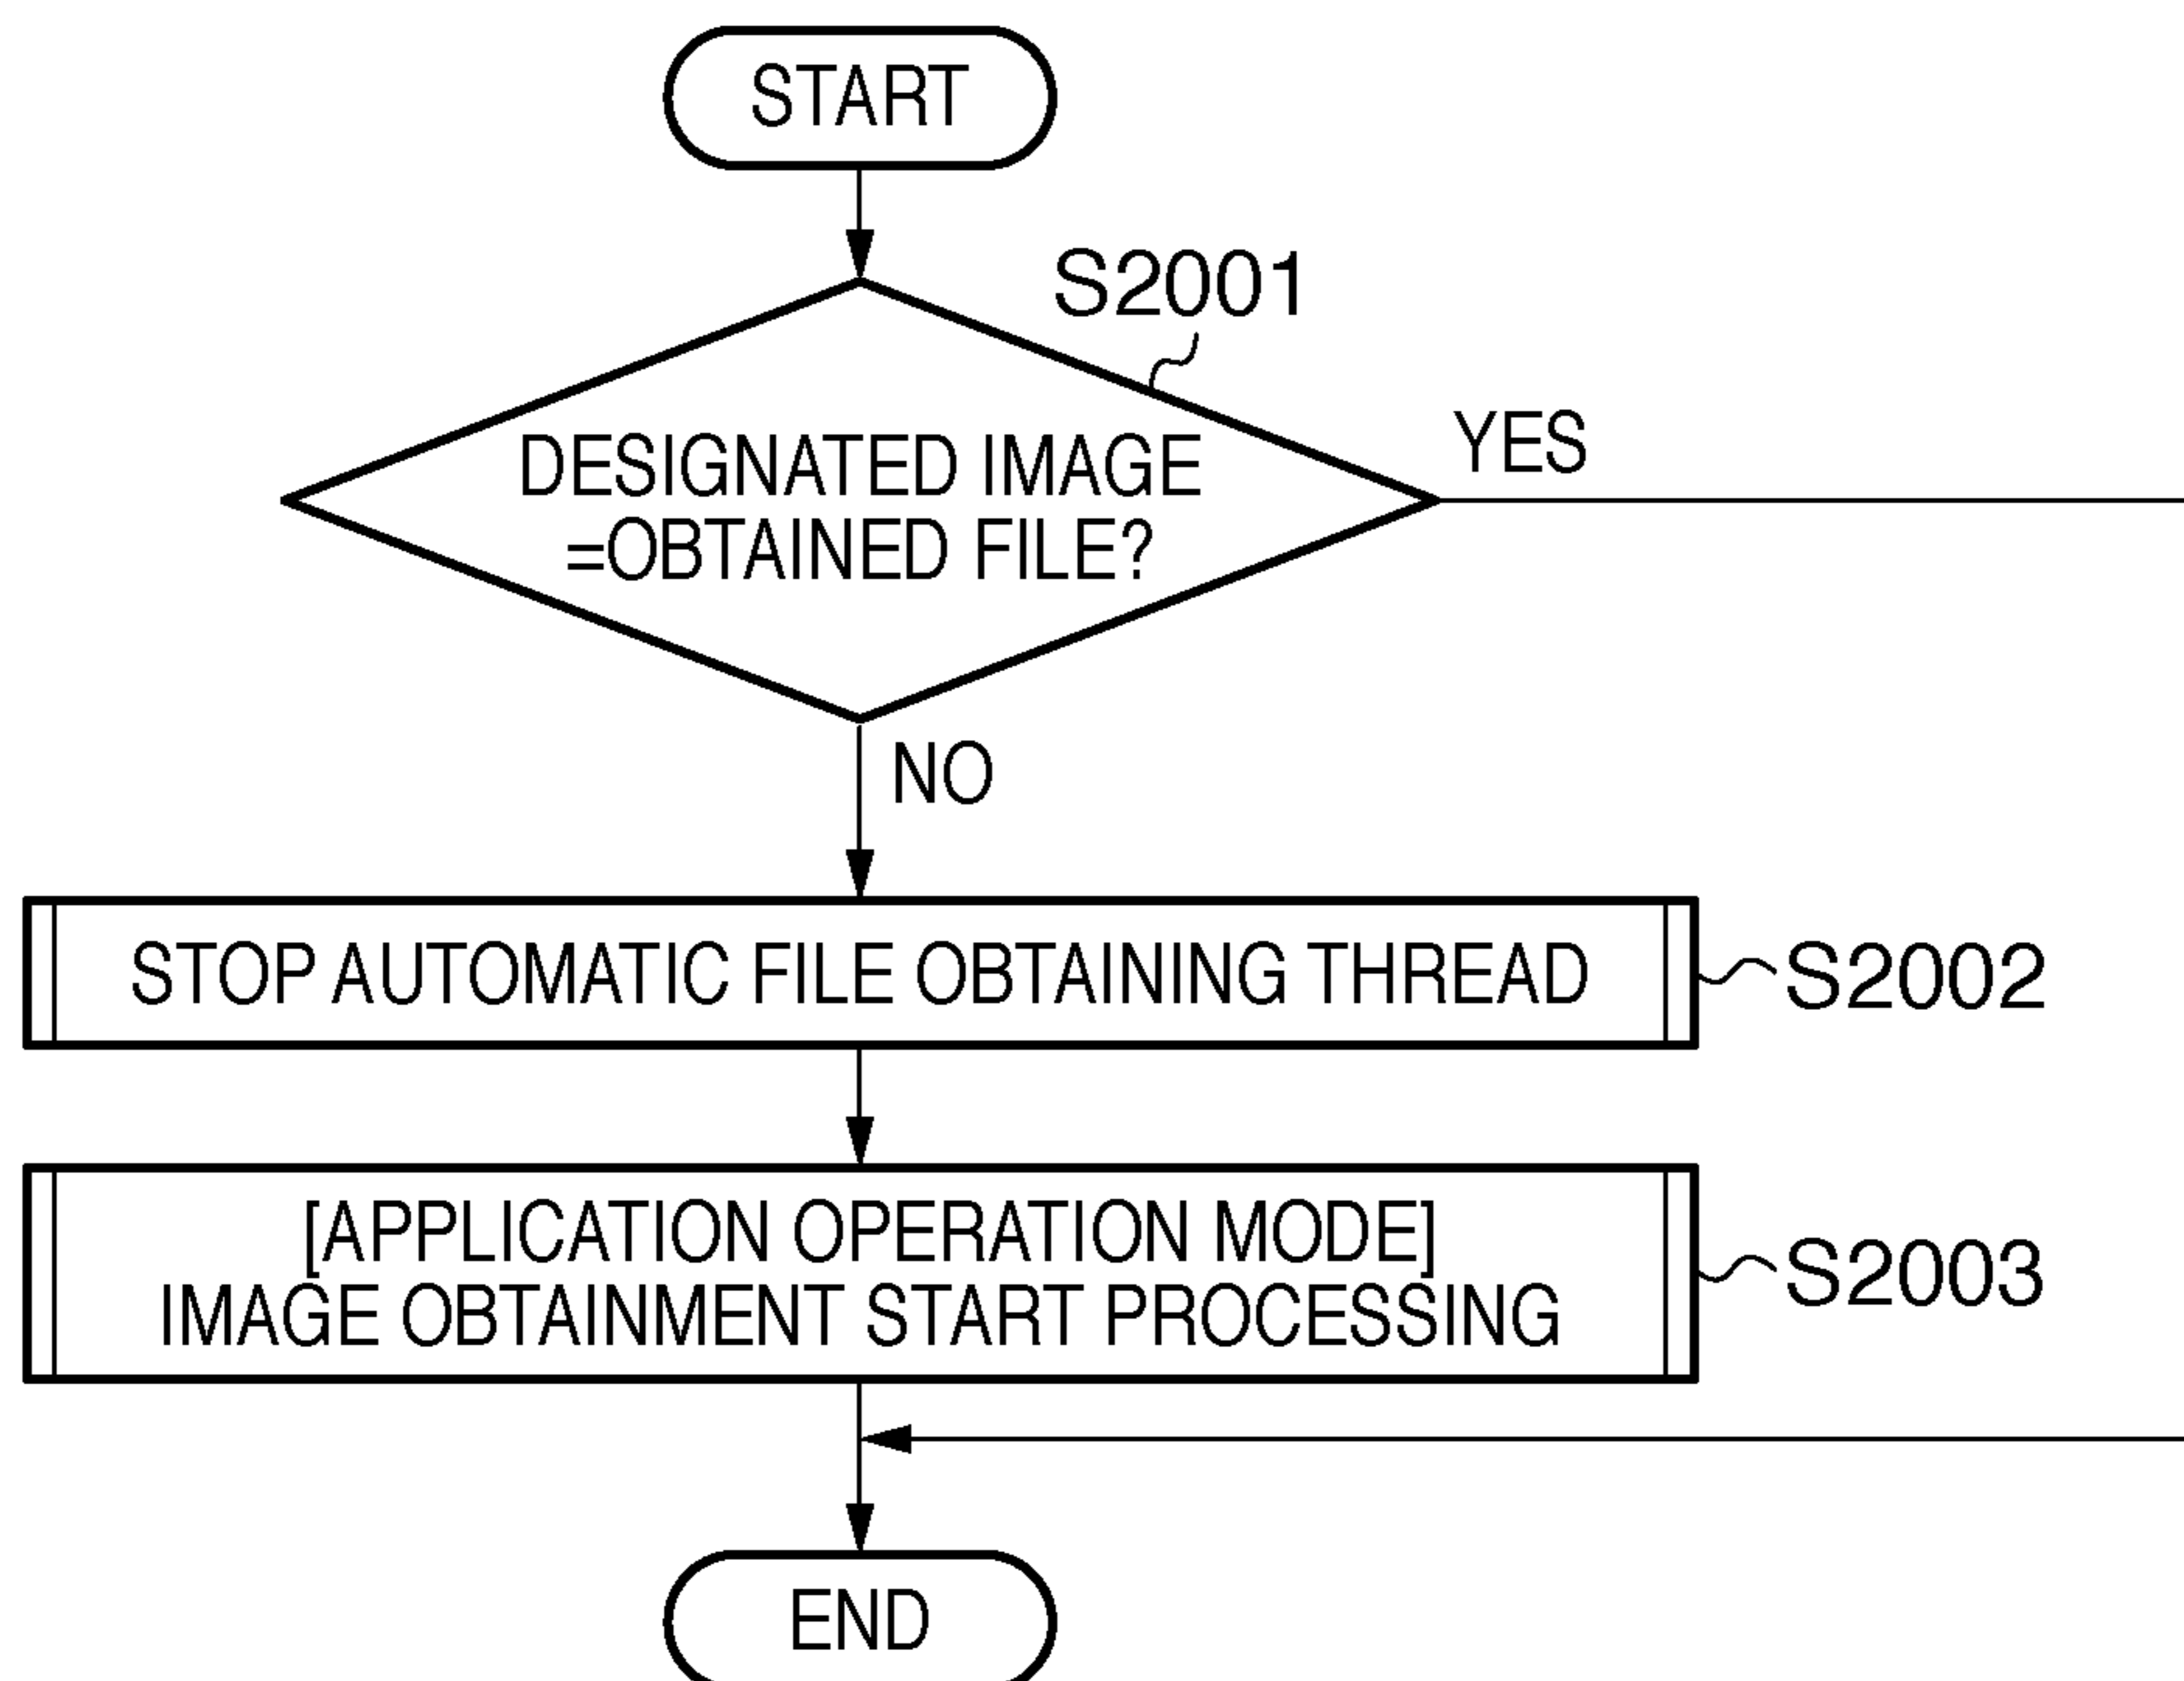 START
S2001
DESIGNATED IMAGE
=OBTAINED FILE?
YES
NO
STOP AUTOMATIC FILE OBTAINING THREAD
S2002
[APPLICATION OPERATION MODE]
IMAGE OBTAINMENT START PROCESSING
S2003
END